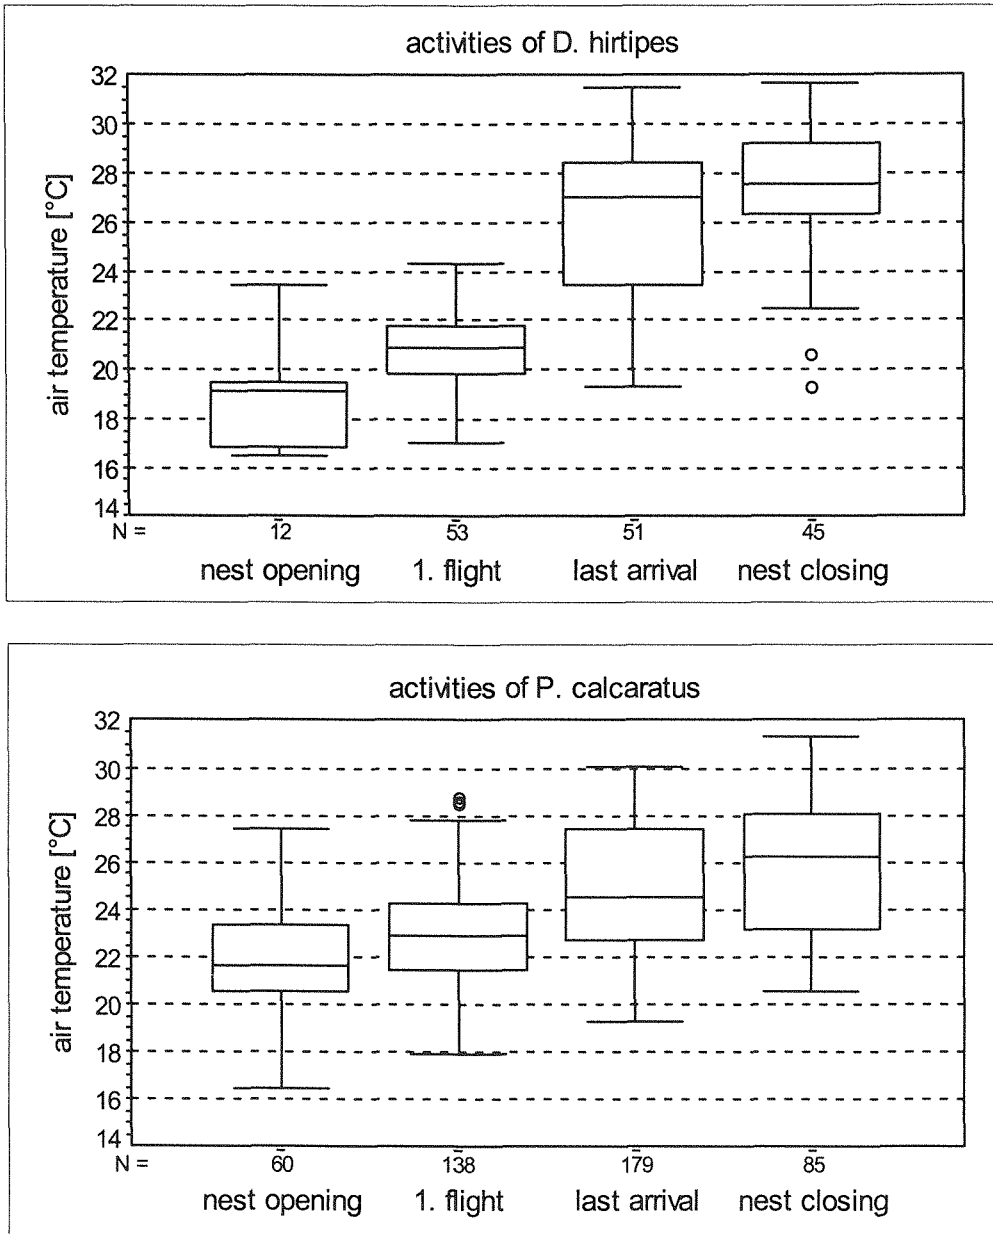 activities of D. hirtipes
air temperature [°C]
32
30
28
26
24
22
20
18
16
14
N = 12 53 51 45
nest opening 1. flight last arrival nest closing
activities of P. calcaratus
air temperature [°C]
32
30
28
26
24
22
20
18
16
14
N = 60 138 179 85
nest opening 1. flight last arrival nest closing